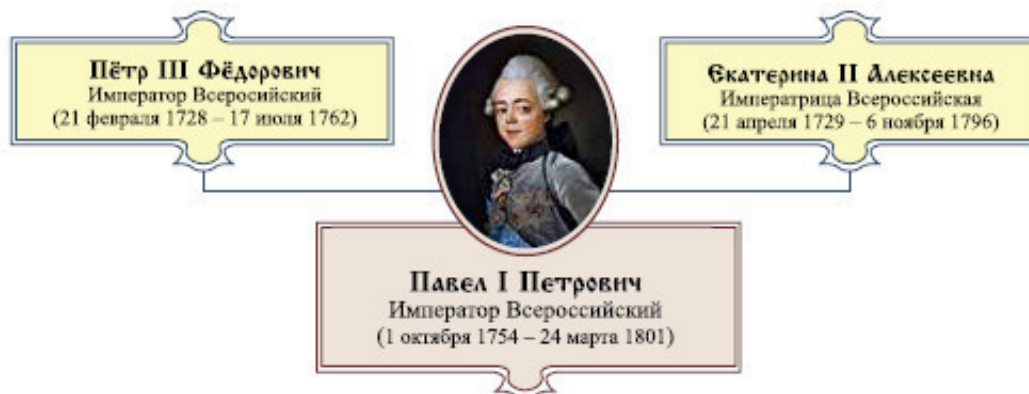 Пётр III Фёдорович
Император Всеросийский
(21 февраля 1728 – 17 июля 1762)
Екатерина II Алексеевна
Императрица Всероссийская
(21 апреля 1729 – 6 ноября 1796)
Павел I Петрович
Император Всероссийский
(1 октября 1754 – 24 марта 1801)